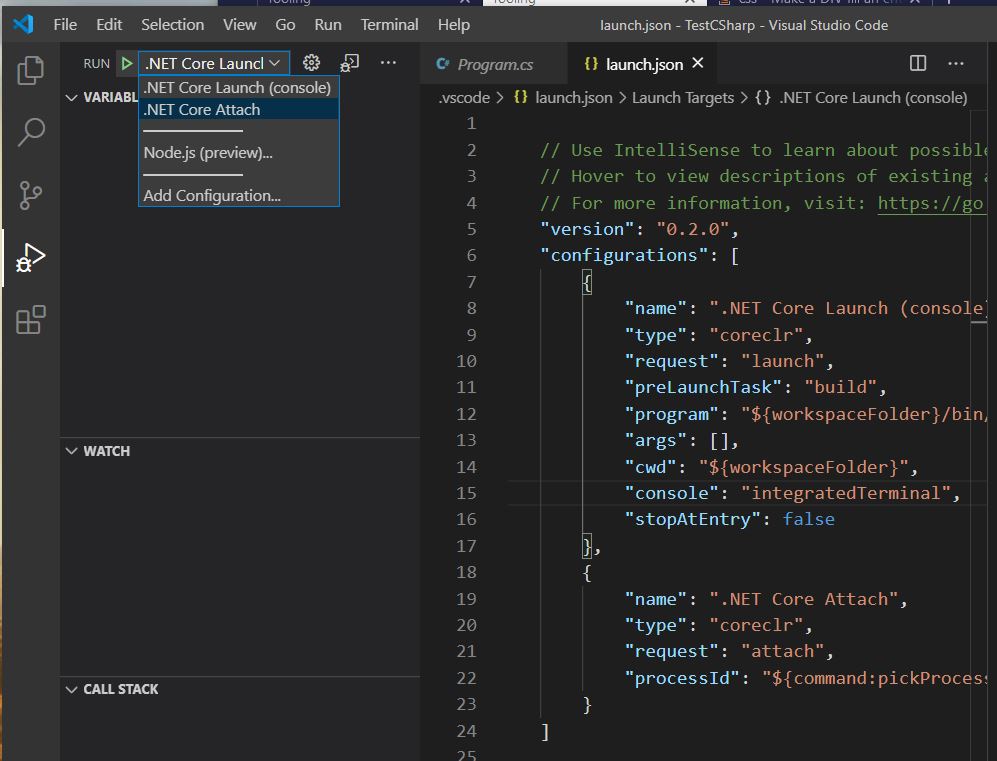 File Edit Selection View Go Run Terminal Help launch.json - TestCSharp - Visual Studio Code
RUN .NET Core Launcl
.NET Core Launch (console)
.NET Core Attach
Node.js (preview)...
Add Configuration...
VARIABL
WATCH
CALL STACK
Program.cs {} launch.json
.vscode > {} launch.json > Launch Targets > {} .NET Core Launch (console)
1
2 // Use IntelliSense to learn about possible
3 // Hover to view descriptions of existing a
4 // For more information, visit: https://go
5 "version": "0.2.0",
6 "configurations": [
7 {
8 "name": ".NET Core Launch (console)
9 "type": "coreclr",
10 "request": "launch",
11 "preLaunchTask": "build",
12 "program": "${workspaceFolder}/bin/
13 "args": [],
14 "cwd": "${workspaceFolder}",
15 "console": "integratedTerminal",
16 "stopAtEntry": false
17 },
18 {
19 "name": ".NET Core Attach",
20 "type": "coreclr",
21 "request": "attach",
22 "processId": "${command:pickProcess
23 }
24 ]
25